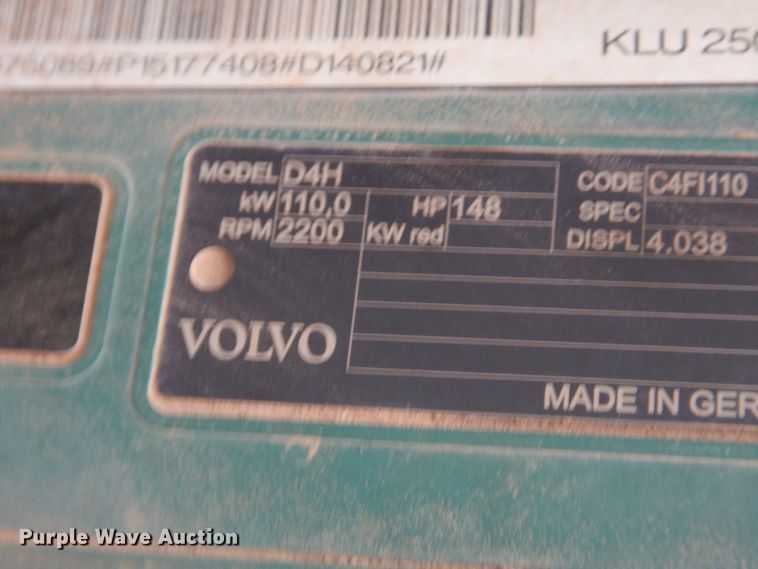 KLU 250
76089#P15177408#D140821#
MODEL D4H CODE C4FI110
kW 110,0 HP 148 SPEC
RPM 2200 KW red DISPL 4.038
VOLVO
MADE IN GER
Purple Wave Auction